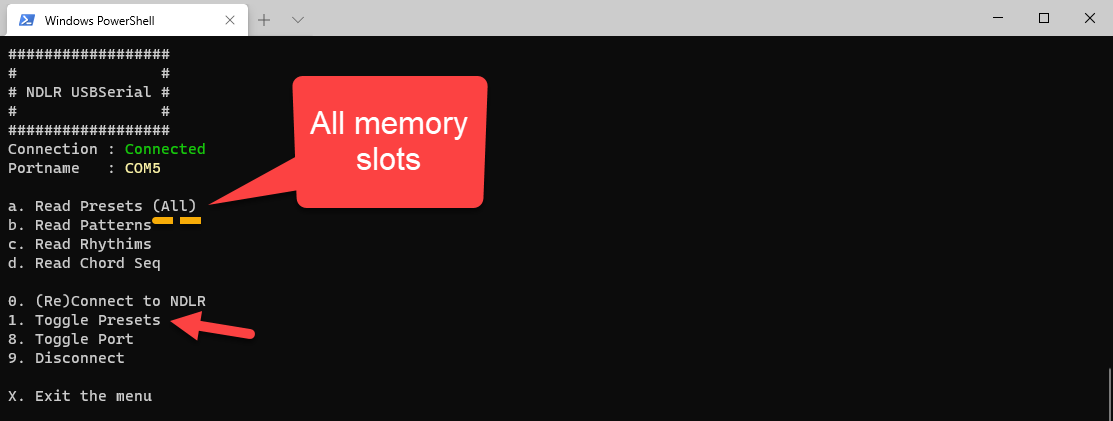 Windows PowerShell
##################
#                #
# NDLR USBSerial #
#                #
##################
Connection : Connected
Portname   : COM5
All memory
slots
a. Read Presets (All)
b. Read Patterns
c. Read Rhythims
d. Read Chord Seq
0. (Re)Connect to NDLR
1. Toggle Presets
8. Toggle Port
9. Disconnect
X. Exit the menu